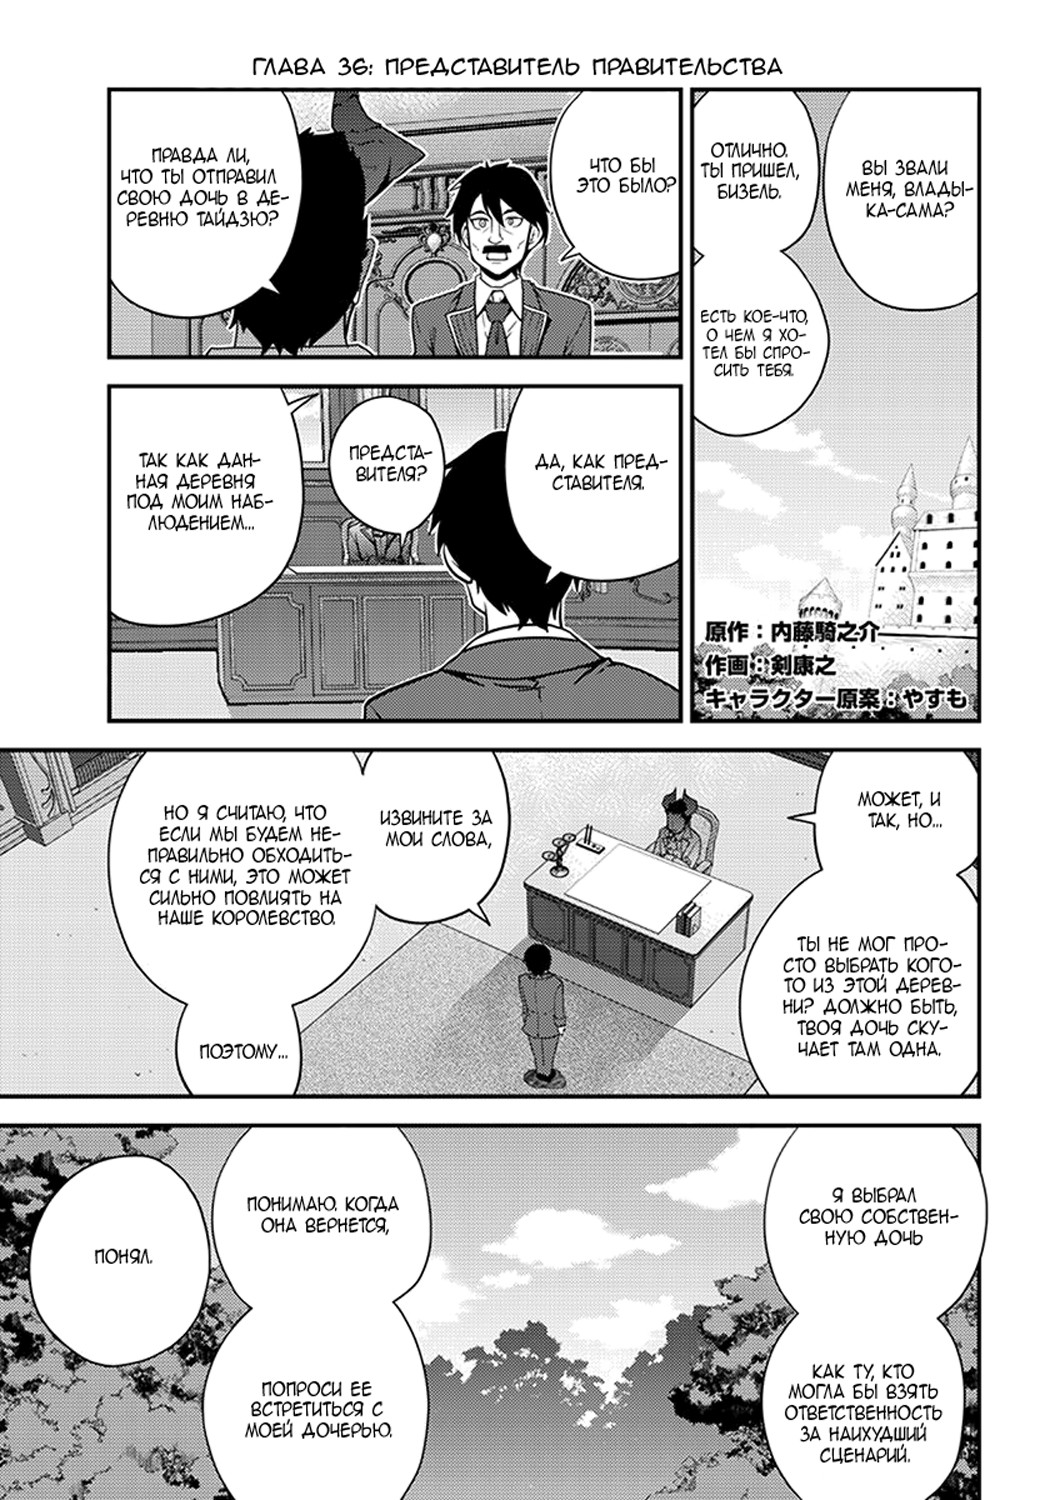 ГЛАВА 36: ПРЕДСТАВИТЕЛЬ ПРАВИТЕЛЬСТВА
ВЫ ЗВАЛИ
МЕНЯ, ВЛАДЫ-
КА-САМА?
ОТЛИЧНО.
ТЫ ПРИШЕЛ,
БИЗЕЛЬ.
ЕСТЬ КОЕ-ЧТО,
О ЧЕМ Я ХО-
ТЕЛ БЫ СПРО-
СИТЬ ТЕБЯ.
原作：内藤騎之介
作画：剣康之
キャラクター原案：やすも
ЧТО БЫ
ЭТО БЫЛО?
ПРАВДА ЛИ,
ЧТО ТЫ ОТПРАВИЛ
СВОЮ ДОЧЬ В ДЕ-
РЕВНЮ ТАЙДЗЮ?
ДА, КАК ПРЕД-
СТАВИТЕЛЯ.
ПРЕДСТА-
ВИТЕЛЯ?
ТАК КАК ДАН-
НАЯ ДЕРЕВНЯ
ПОД МОИМ НАБ-
ЛЮДЕНИЕМ...
МОЖЕТ, И
ТАК, НО...
ТЫ НЕ МОГ ПРО-
СТО ВЫБРАТЬ КОГО-
ТО ИЗ ЭТОЙ ДЕРЕВ-
НИ? ДОЛЖНО БЫТЬ,
ТВОЯ ДОЧЬ СКУ-
ЧАЕТ ТАМ ОДНА.
ИЗВИНИТЕ ЗА
МОИ СЛОВА,
НО Я СЧИТАЮ, ЧТО
ЕСЛИ МЫ БУДЕМ НЕ-
ПРАВИЛЬНО ОБХОДИТЬ-
СЯ С НИМИ, ЭТО МОЖЕТ
СИЛЬНО ПОВЛИЯТЬ НА
НАШЕ КОРОЛЕВСТВО.
ПОЭТОМУ...
Я ВЫБРАЛ
СВОЮ СОБСТВЕН-
НУЮ ДОЧЬ
КАК ТУ, КТО
МОГЛА БЫ ВЗЯТЬ
ОТВЕТСТВЕННОСТЬ
ЗА НАИХУДШИЙ
СЦЕНАРИЙ.
ПОНИМАЮ. КОГДА
ОНА ВЕРНЕТСЯ,
ПОПРОСИ ЕЕ
ВСТРЕТИТЬСЯ С
МОЕЙ ДОЧЕРЬЮ.
ПОНЯЛ.